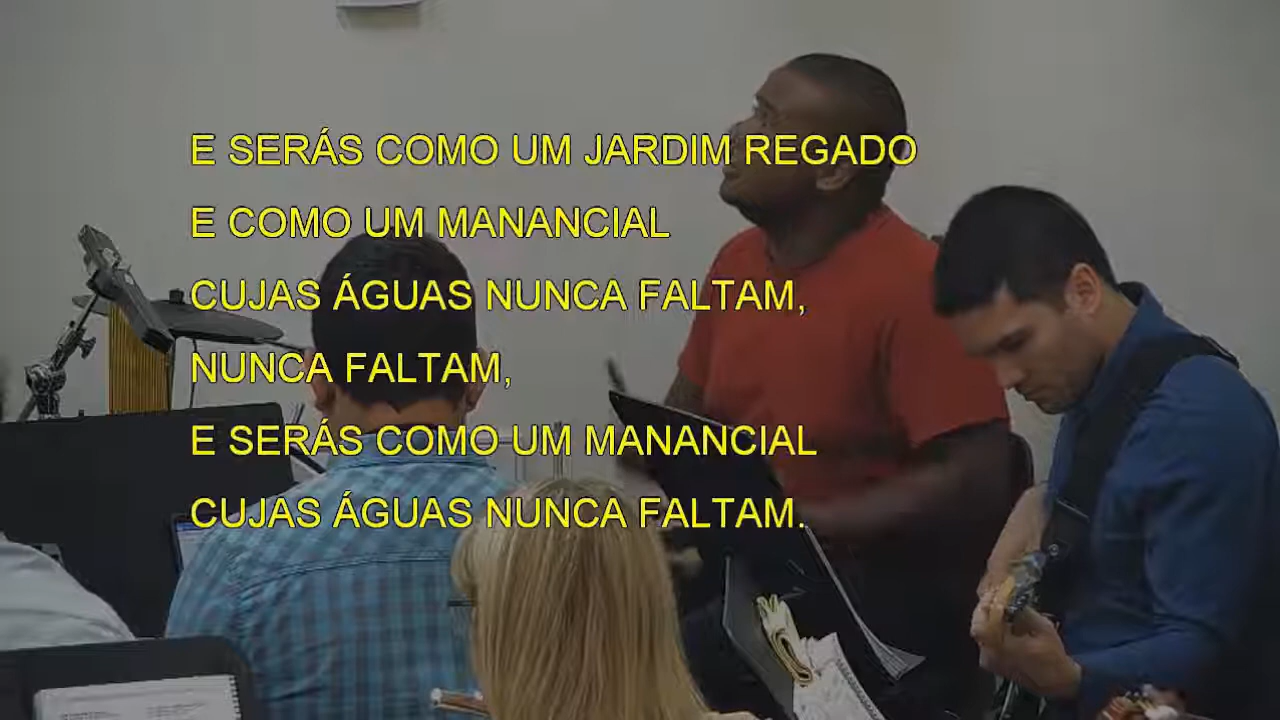 E SERÁS COMO UM JARDIM REGADO
E COMO UM MANANCIAL
CUJAS ÁGUAS NUNCA FALTAM,
NUNCA FALTAM,
E SERÁS COMO UM MANANCIAL
CUJAS ÁGUAS NUNCA FALTAM.